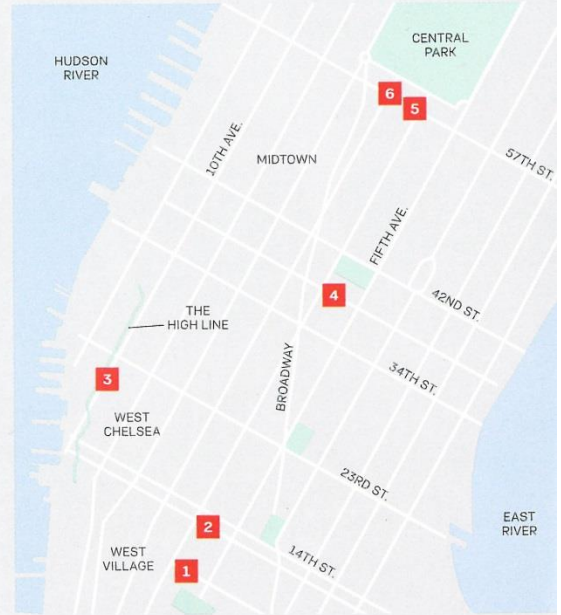 CENTRAL
PARK
HUDSON
RIVER
6
5
10TH AVE.
MIDTOWN
57TH ST.
FIFTH AVE.
4
42ND ST.
THE
HIGH LINE
BROADWAY
34TH ST.
3
WEST
CHELSEA
23RD ST.
2
EAST
RIVER
14TH ST.
WEST
VILLAGE
1